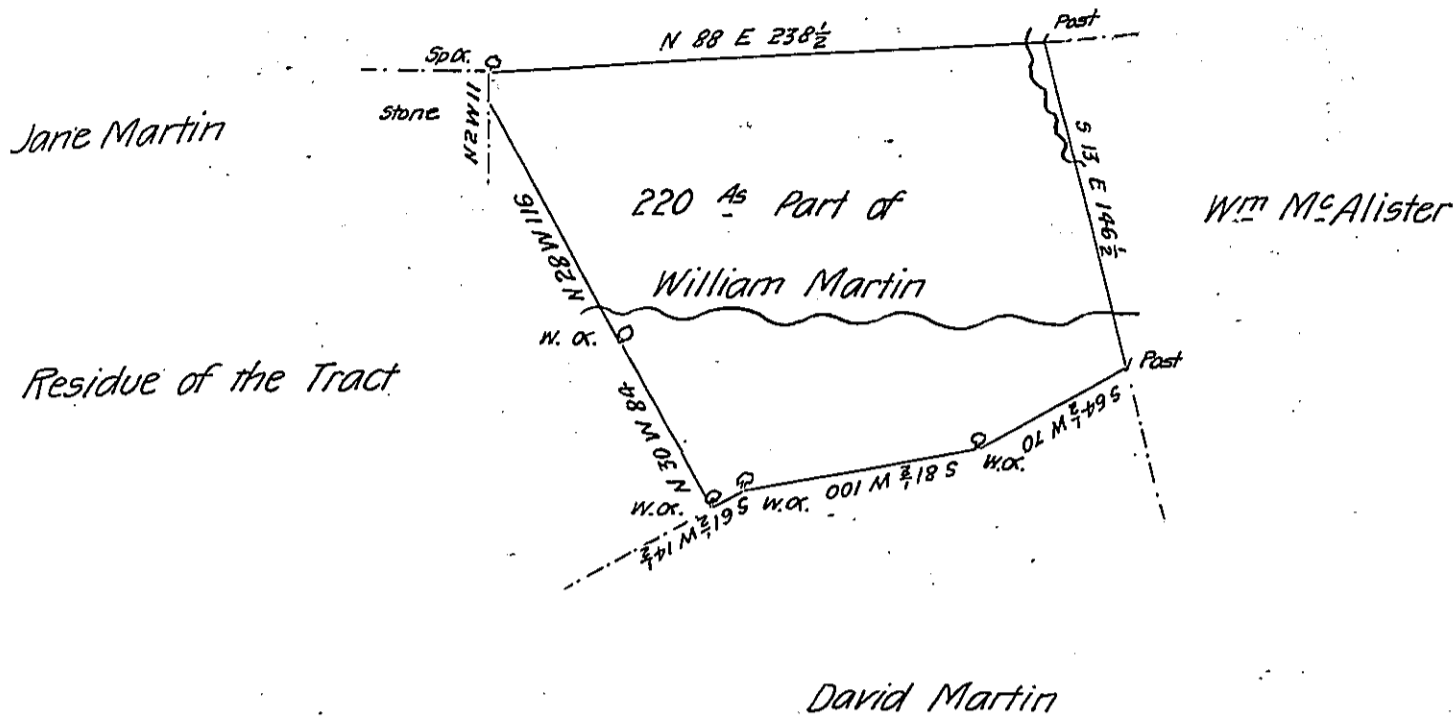 N 88 E 238½
Post
Sp.o.
Stone
N2W11
Jane Martin
S 13 E 146½
N 28 W 116
220 As Part of
William Martin
Wm McAlister
W. O.
Residue of the Tract
Post
N 30 W 84
S 64½ W 70
W.O.
S 81½ W 100
W.O.
W.O.
S 61½ W 14½
David Martin